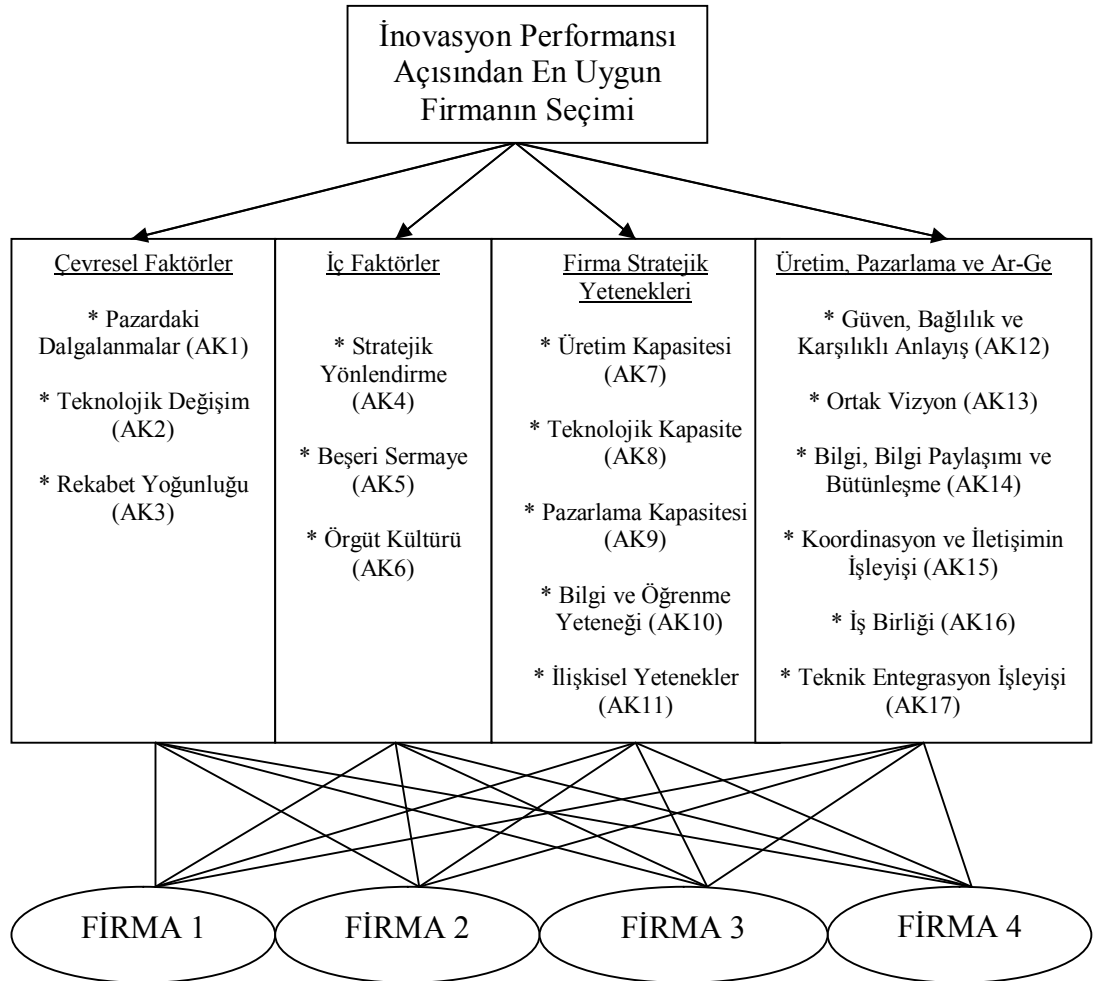 İnovasyon Performansı
Açısından En Uygun
Firmanın Seçimi
Çevresel Faktörler
* Pazardaki
Dalgalanmalar (AK1)
* Teknolojik Değişim
(AK2)
* Rekabet Yoğunluğu
(AK3)
İç Faktörler
* Stratejik
Yönlendirme
(AK4)
* Beşeri Sermaye
(AK5)
* Örgüt Kültürü
(AK6)
Firma Stratejik
Yetenekleri
* Üretim Kapasitesi
(AK7)
* Teknolojik Kapasite
(AK8)
* Pazarlama Kapasitesi
(AK9)
* Bilgi ve Öğrenme
Yeteneği (AK10)
* İlişkisel Yetenekler
(AK11)
Üretim, Pazarlama ve Ar-Ge
* Güven, Bağlılık ve
Karşılıklı Anlayış (AK12)
* Ortak Vizyon (AK13)
* Bilgi, Bilgi Paylaşımı ve
Bütünleşme (AK14)
* Koordinasyon ve İletişimin
İşleyişi (AK15)
* İş Birliği (AK16)
* Teknik Entegrasyon İşleyişi
(AK17)
FİRMA 1
FİRMA 2
FİRMA 3
FİRMA 4